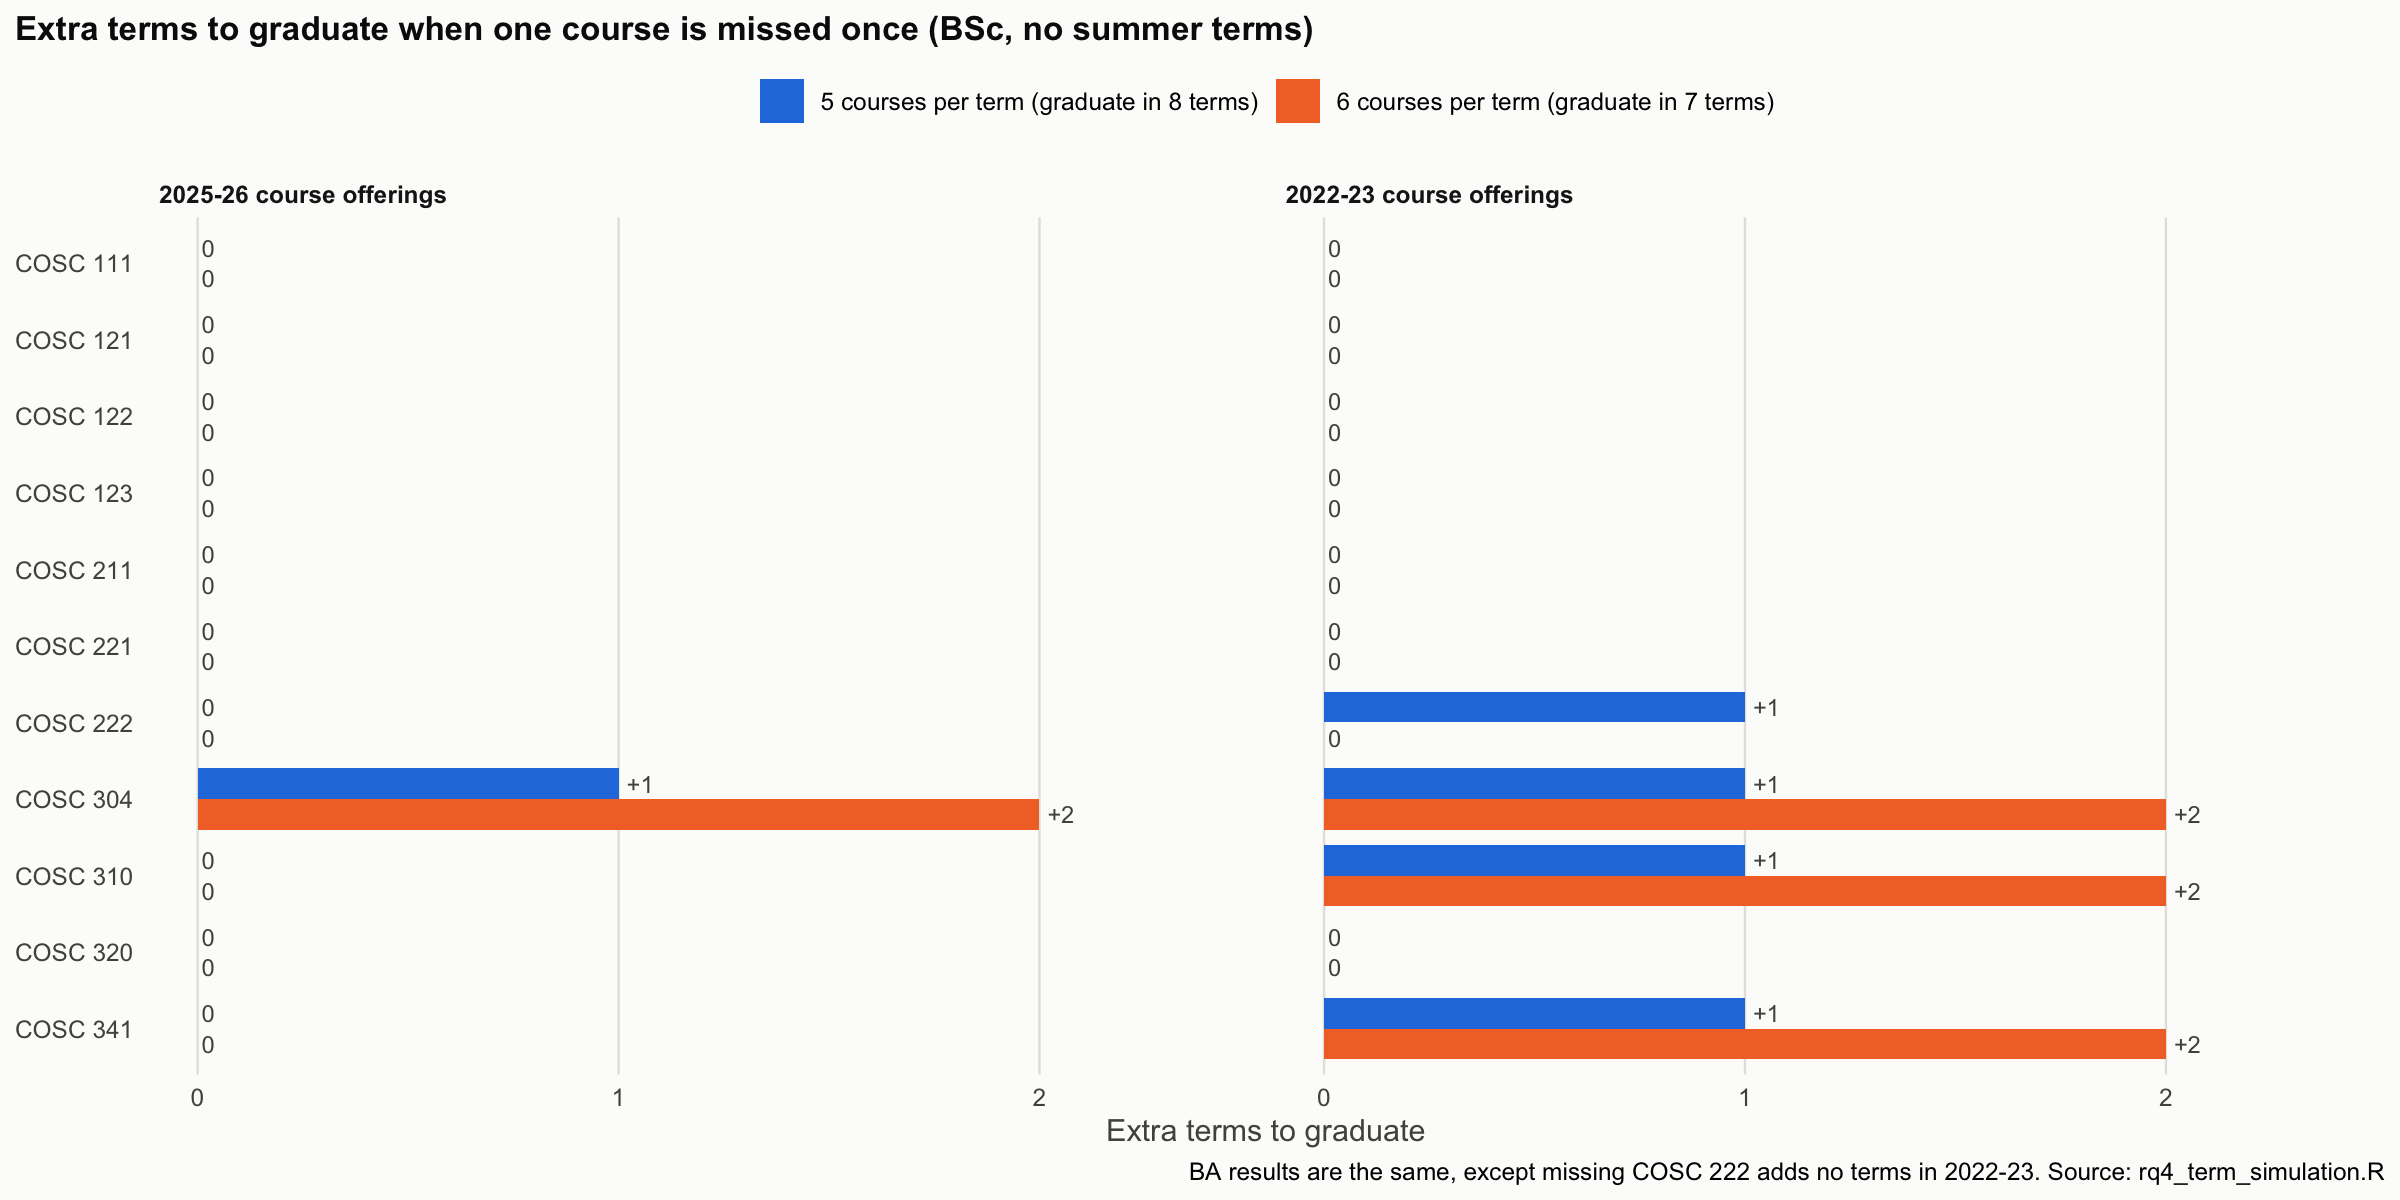 Extra terms to graduate when one course is missed once (BSc, no summer terms)
5 courses per term (graduate in 8 terms) 6 courses per term (graduate in 7 terms)
2025-26 course offerings
2022-23 course offerings
0 0
COSC 111
0 0
0 0
COSC 121
0 0
0 0
COSC 122
0 0
0 0
COSC 123
0 0
0 0
COSC 211
0 0
0 0
COSC 221
0 0
0 +1
COSC 222
0 0
+1 +1
COSC 304
+2 +2
0 +1
COSC 310
0 +2
0 0
COSC 320
0 0
0 +1
COSC 341
0 +2
0 1 2 0 1 2
Extra terms to graduate
BA results are the same, except missing COSC 222 adds no terms in 2022-23. Source: rq4_term_simulation.R